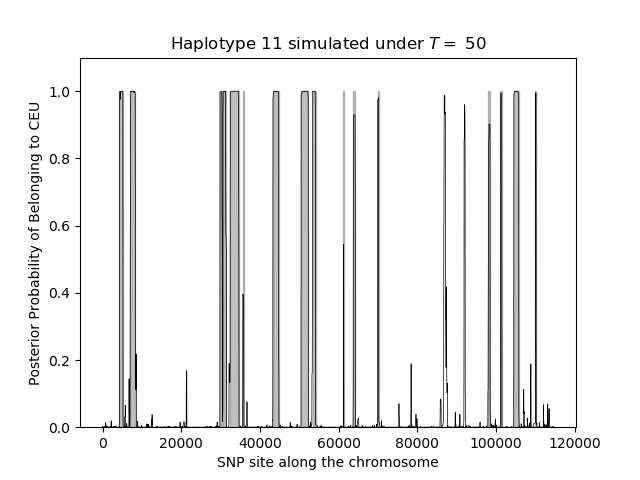 Haplotype 11 simulated under T = 50
Posterior Probability of Belonging to CEU
1.0
0.8
0.6
0.4
0.2
0.0
0 20000 40000 60000 80000 100000 120000
SNP site along the chromosome